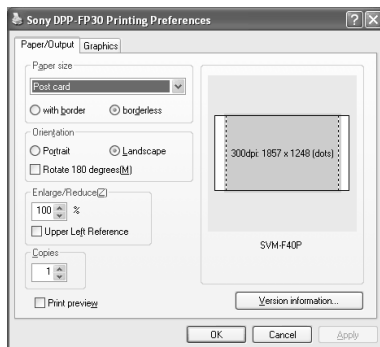 Sony DPP-FP30 Printing Preferences
Paper/Output Graphics
Paper size
Post card
with border borderless
Orientation
Portrait Landscape
Rotate 180 degrees(M)
Enlarge/Reduce(Z)
100 %
Upper Left Reference
Copies
1
Print preview
300dpi: 1857 x 1248 (dots)
SVM-F40P
Version information...
OK Cancel Apply